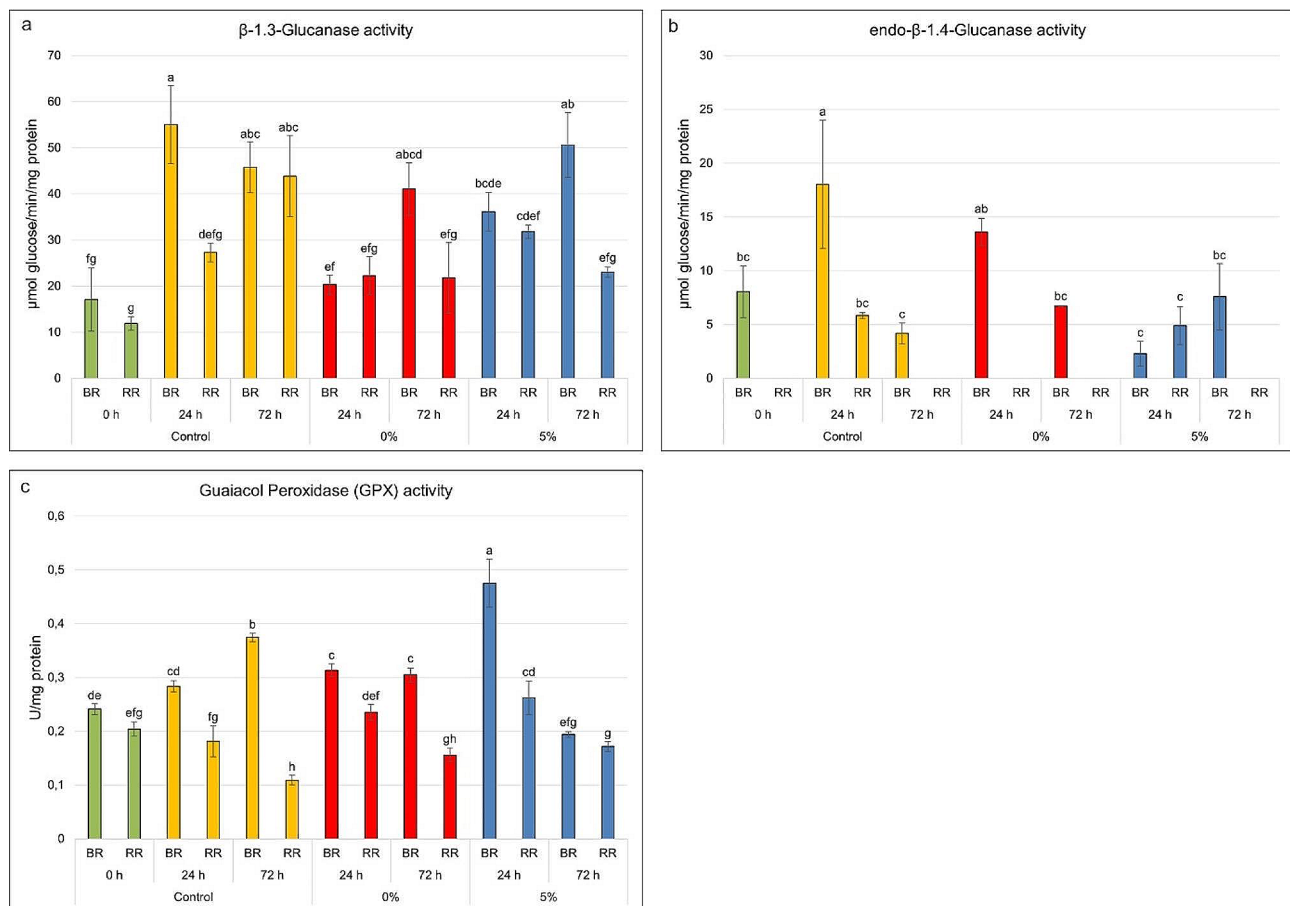 a
β-1.3-Glucanase activity
µmol glucose/min/mg protein
70
60
50
40
30
20
10
0
fg
g
a
defg
abc
abc
ef
efg
abcd
efg
bcde
cdef
ab
efg
BR RR BR RR BR RR BR RR BR RR BR RR BR RR
0 h 24 h 72 h 24 h 72 h 24 h 72 h
Control 0% 5%
b
endo-β-1.4-Glucanase activity
µmol glucose/min/mg protein
30
25
20
15
10
5
0
bc
a
bc
c
ab
bc
c
c
bc
BR RR BR RR BR RR BR RR BR RR BR RR BR RR
0 h 24 h 72 h 24 h 72 h 24 h 72 h
Control 0% 5%
c
Guaiacol Peroxidase (GPX) activity
U/mg protein
0,6
0,5
0,4
0,3
0,2
0,1
0
de
efg
cd
fg
b
h
c
def
c
gh
a
cd
efg
g
BR RR BR RR BR RR BR RR BR RR BR RR BR RR
0 h 24 h 72 h 24 h 72 h 24 h 72 h
Control 0% 5%